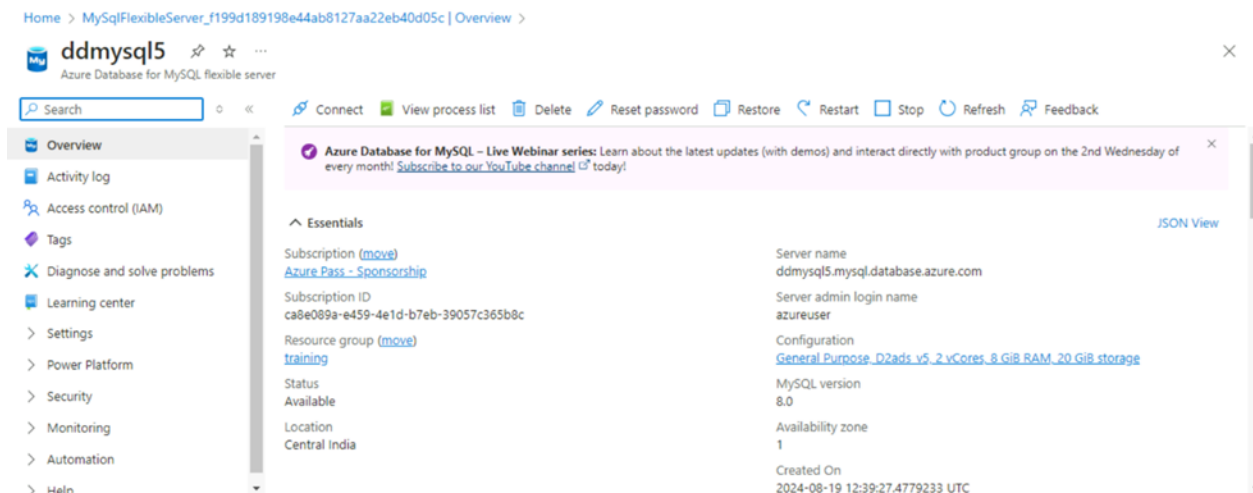 Home > MySqlFlexibleServer_f199d189198e44ab8127aa22eb40d05c | Overview >
ddmysql5
Azure Database for MySQL flexible server
Search
Connect View process list Delete Reset password Restore Restart Stop Refresh Feedback
Overview
Activity log
Access control (IAM)
Tags
Diagnose and solve problems
Learning center
Settings
Power Platform
Security
Monitoring
Automation
Help
Azure Database for MySQL – Live Webinar series: Learn about the latest updates (with demos) and interact directly with product group on the 2nd Wednesday of
every month! Subscribe to our YouTube channel today!
Essentials
JSON View
Subscription (move)
Azure Pass - Sponsorship
Subscription ID
ca8e089a-e459-4e1d-b7eb-39057c365b8c
Resource group (move)
training
Status
Available
Location
Central India
Server name
ddmysql5.mysql.database.azure.com
Server admin login name
azureuser
Configuration
General Purpose, D2ads_v5, 2 vCores, 8 GiB RAM, 20 GiB storage
MySQL version
8.0
Availability zone
1
Created On
2024-08-19 12:39:27.4779233 UTC